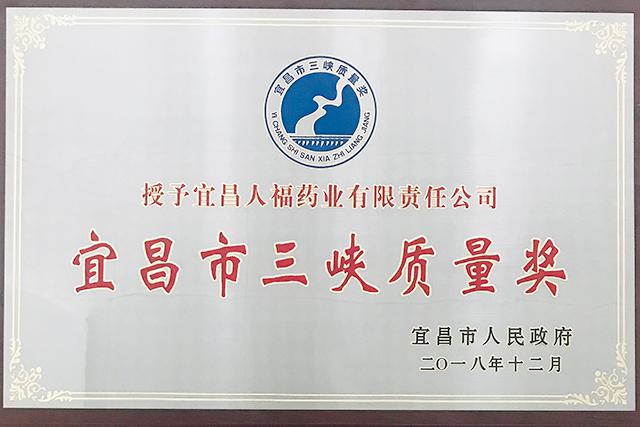 宜昌市三峡质量奖
YI CHANG SHI SAN XIA ZHI LIANG JIANG
授予宜昌人福药业有限责任公司
宜昌市三峡质量奖
宜昌市人民政府
二〇一八年十二月